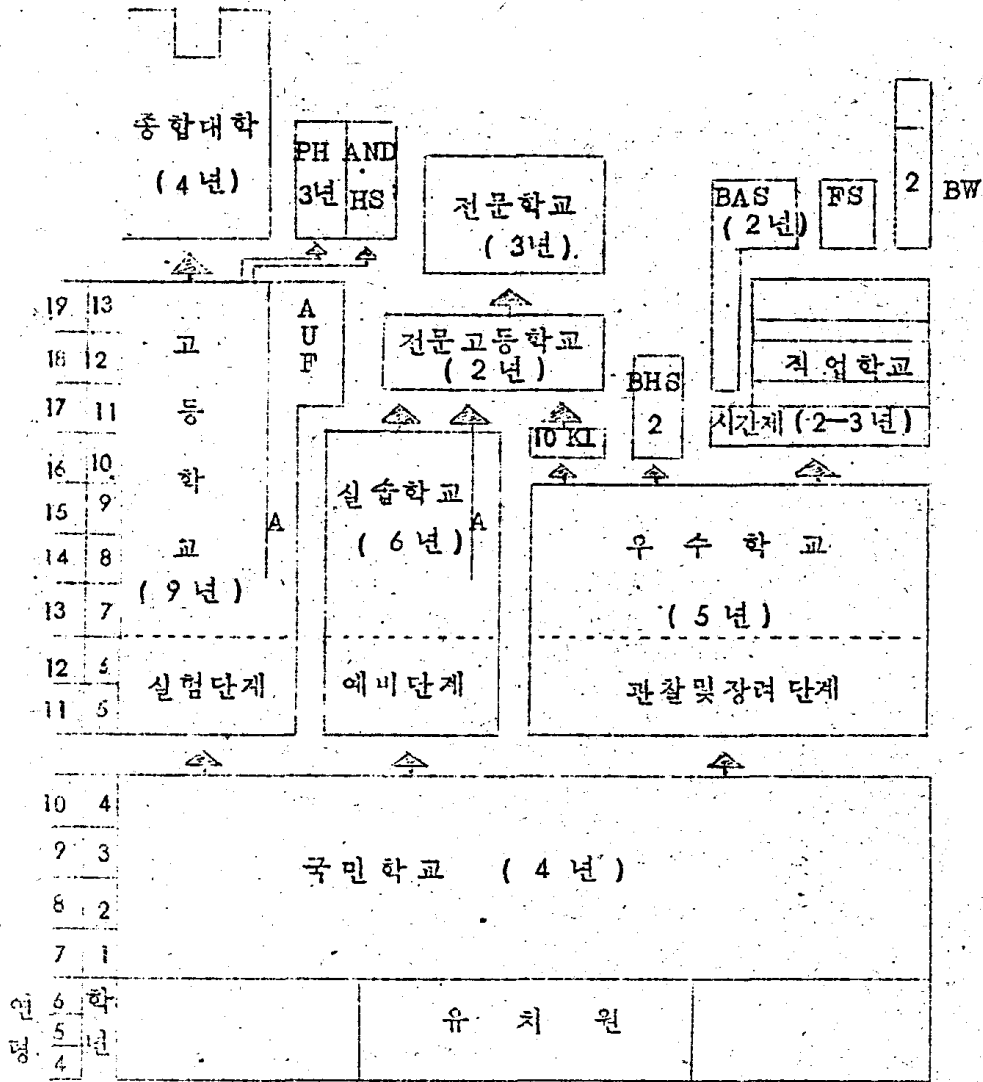 종합대학
(4년)
PH AND
3년 HS
전문학교
(3년)
BAS
(2년)
FS
2 BW
19 13
18 12
17 11
16 10
15 9
14 8
13 7
12 6
11 5
고
등
학
교
(9년)
A
U
F
A
전문고등학교
(2년)
BHS
2
직업학교
시간제 (2-3년)
10 KI
실습학교
(6년)
A
우수학교
(5년)
실험단계
예비단계
관찰및장려 단계
10 4
9 3
8 2
7 1
국민학교 (4년)
6
5
4
연령
학년
유치원